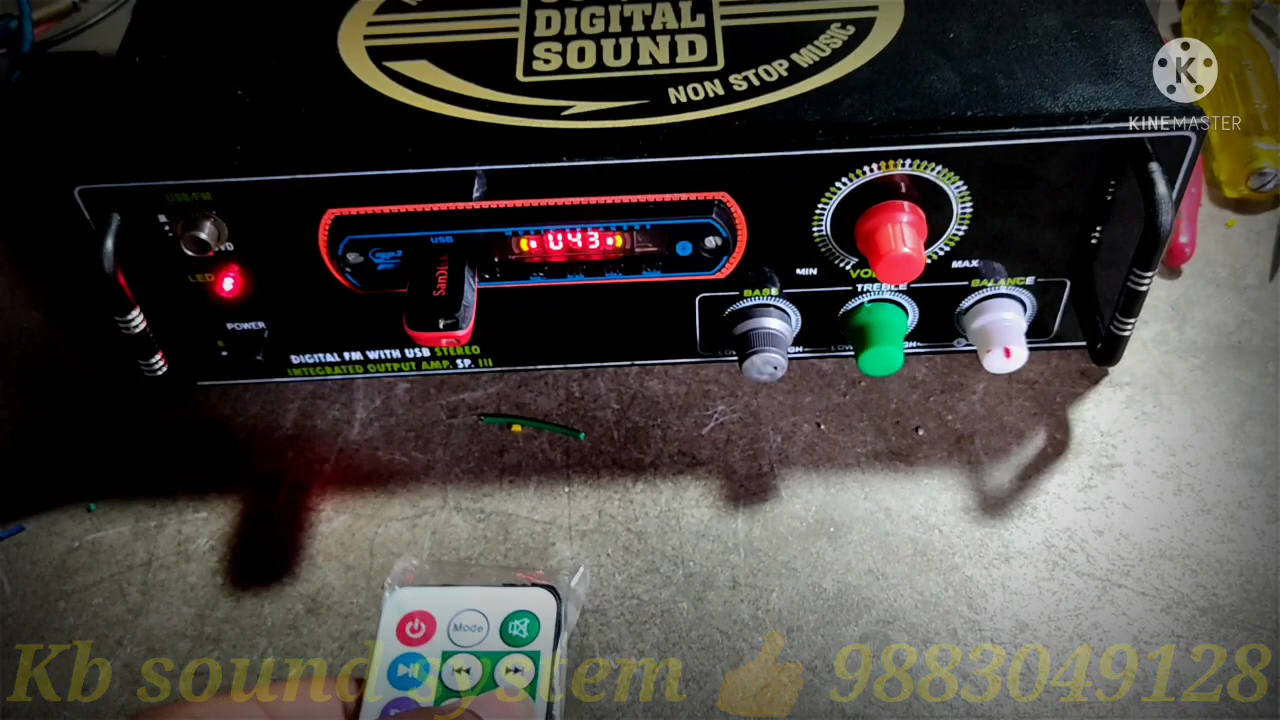 DIGITAL
SOUND
NON STOP MUSIC
K
KINEMASTER
USB/FM
LED
POWER
USB
U43
SanDisk
MIN
MAX
BASS
TREBLE
BALANCE
DIGITAL FM WITH USB STEREO
INTEGRATED OUTPUT AMP. SP. III
Mode
Kb sound system 👍 9883049128